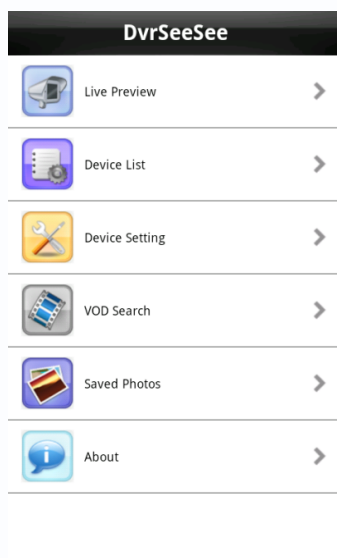 DvrSeeSee
Live Preview
Device List
Device Setting
VOD Search
Saved Photos
About